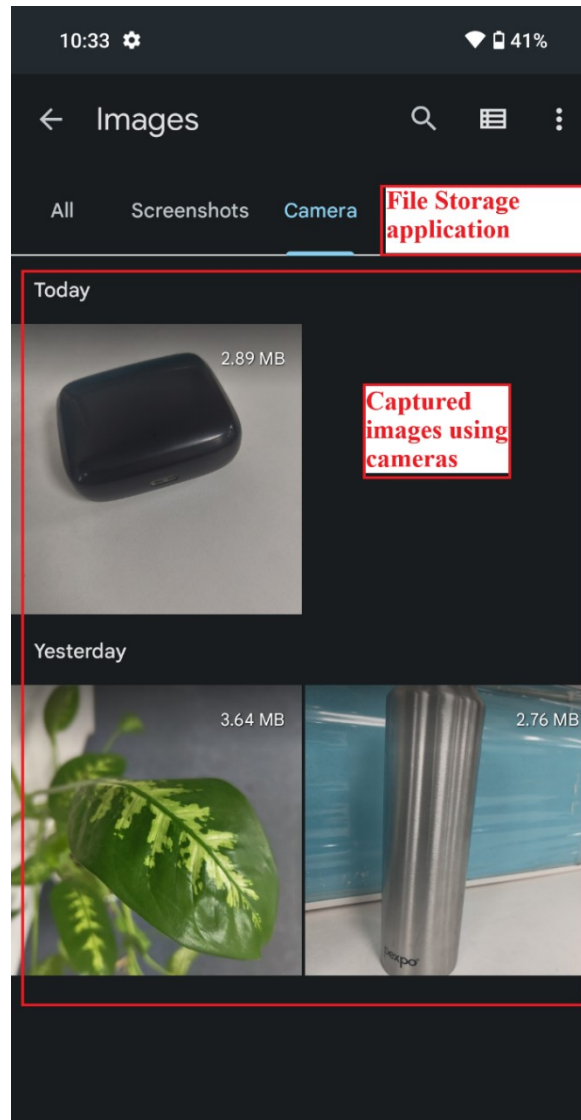 10:33 41%
Images
All Screenshots Camera
File Storage
application
Today
2.89 MB
Captured
images using
cameras
Yesterday
3.64 MB 2.76 MB